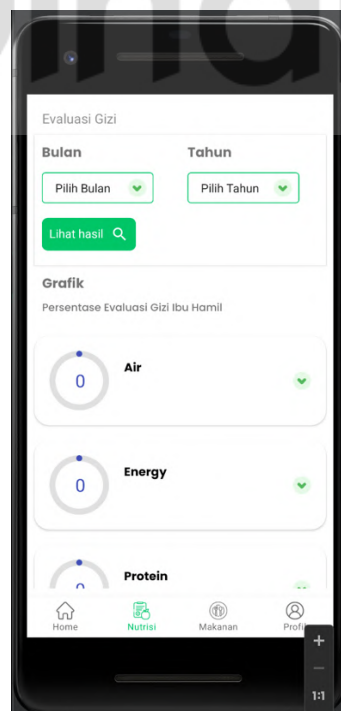 Evaluasi Gizi
Bulan Tahun
Pilih Bulan Pilih Tahun
Lihat hasil
Grafik
Persentase Evaluasi Gizi Ibu Hamil
Air
0
Energy
0
Protein
0
Home Nutrisi Makanan Profil
+
−
1:1